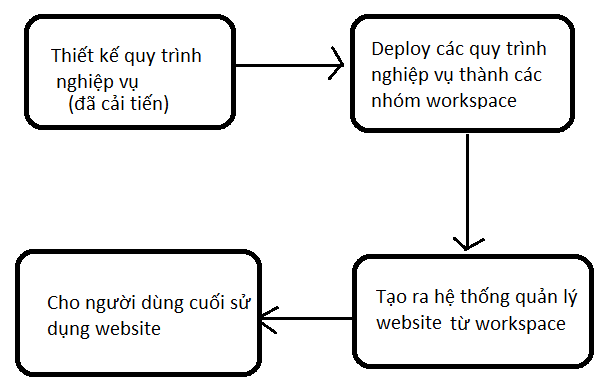 Thiết kế quy trình
nghiệp vụ
(đã cải tiến)
Deploy các quy trình
nghiệp vụ thành các
nhóm workspace
Tạo ra hệ thống quản lý
website từ workspace
Cho người dùng cuối sử
dụng website